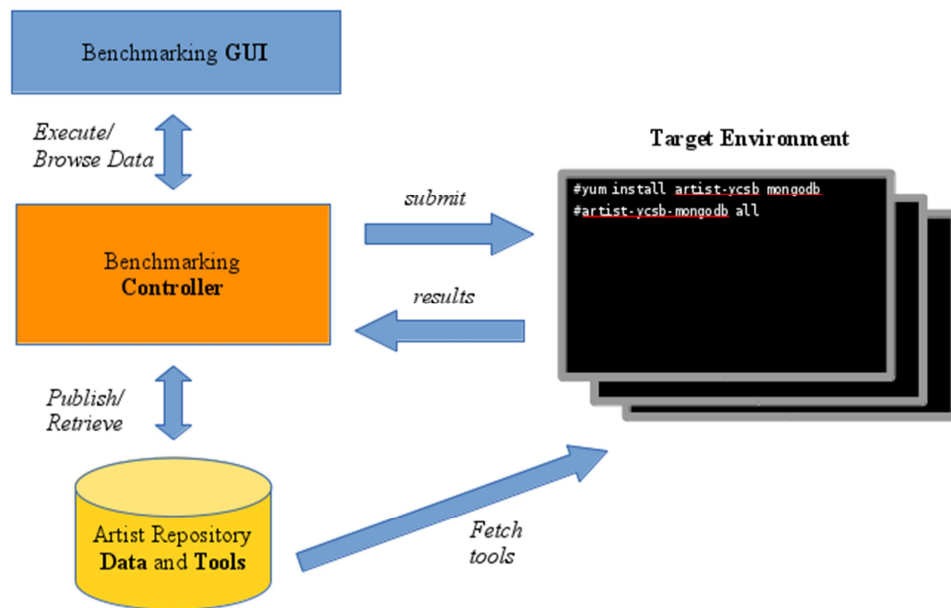 Benchmarking GUI
Execute/
Browse Data
Target Environment
#yum install artist-ycsb mongodb
#artist-ycsb-mongodb all
submit
Benchmarking
Controller
results
Publish/
Retrieve
Artist Repository
Data and Tools
Fetch
tools